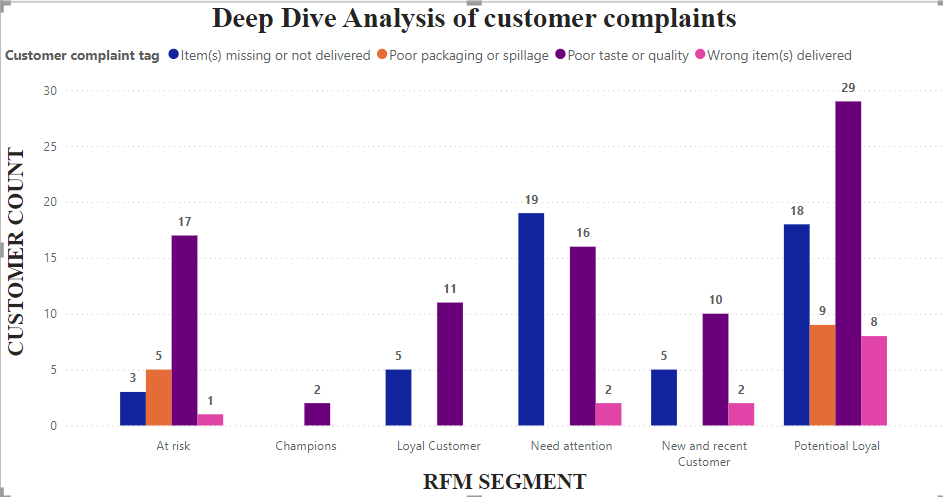 Deep Dive Analysis of customer complaints
Customer complaint tag Item(s) missing or not delivered Poor packaging or spillage Poor taste or quality Wrong item(s) delivered
CUSTOMER COUNT
30
25
20
15
10
5
0
3
5
17
1
2
5
11
19
16
2
5
10
2
18
9
29
8
At risk
Champions
Loyal Customer
Need attention
New and recent
Customer
Potential Loyal
RFM SEGMENT